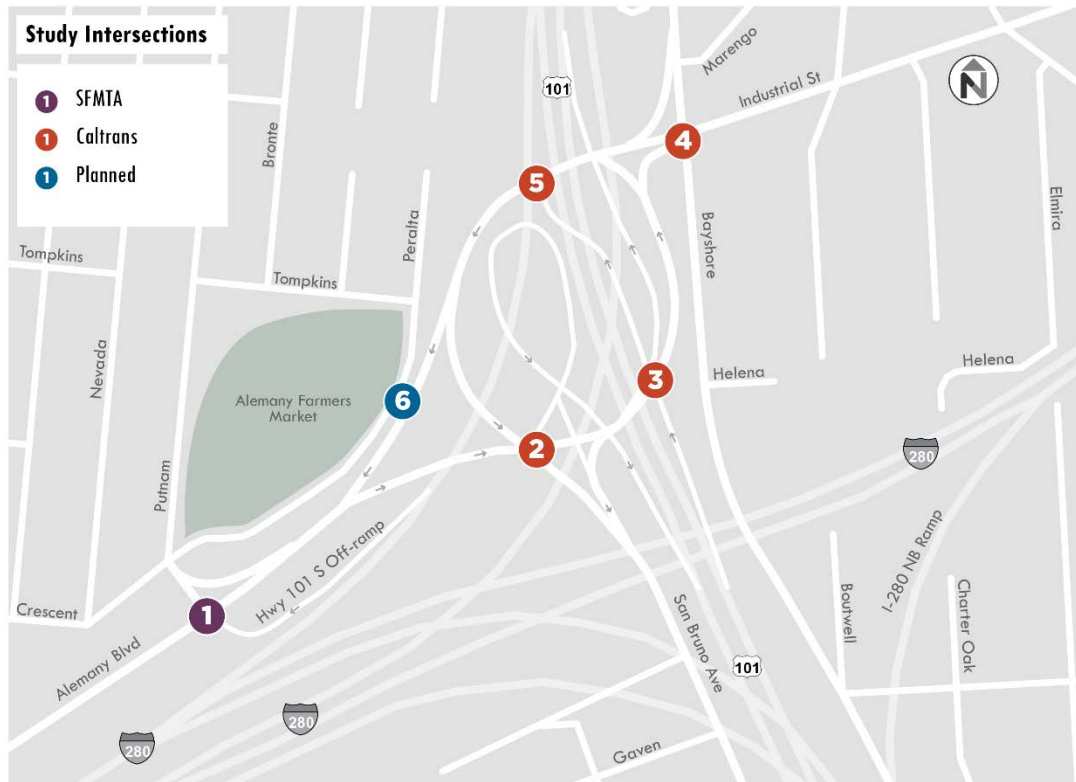 Study Intersections
1 SFMTA
1 Caltrans
1 Planned
101
Marengo
Industrial St
N
Bronte
4
5
Peralta
Bayshore
Elmira
Tompkins
Tompkins
Nevada
Alemany Farmers
Market
6
3
Helena
Helena
2
280
Putnam
Hwy 101 S Off-ramp
I-280 NB Ramp
Crescent
1
Boutwell
Charter Oak
San Bruno Ave
Alemany Blvd
101
280
280
Gaven